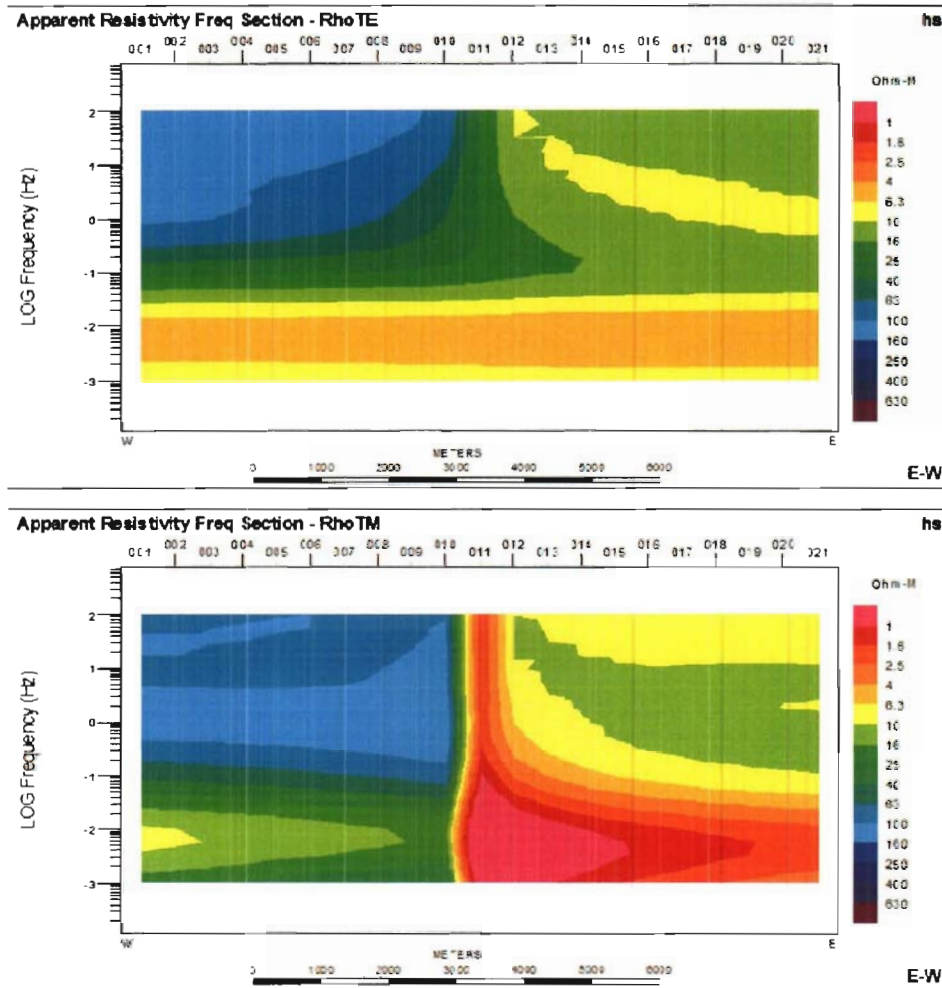 Apparent Resistivity Freq Section - RhoTE hs
001 002 003 004 005 006 007 008 009 010 011 012 013 014 015 016 017 018 019 020 021
Ohm-M
LOG Frequency (Hz)
2
1
0
-1
-2
-3
1
1.6
2.5
4
6.3
10
16
25
40
63
100
160
250
400
630
W E
METERS
0 1000 2000 3000 4000 5000 6000
E-W
Apparent Resistivity Freq Section - RhoTM hs
001 002 003 004 005 006 007 008 009 010 011 012 013 014 015 016 017 018 019 020 021
Ohm-M
LOG Frequency (Hz)
2
1
0
-1
-2
-3
1
1.6
2.5
4
6.3
10
16
25
40
63
100
160
250
400
630
W E
METERS
0 1000 2000 3000 4000 5000 6000
E-W